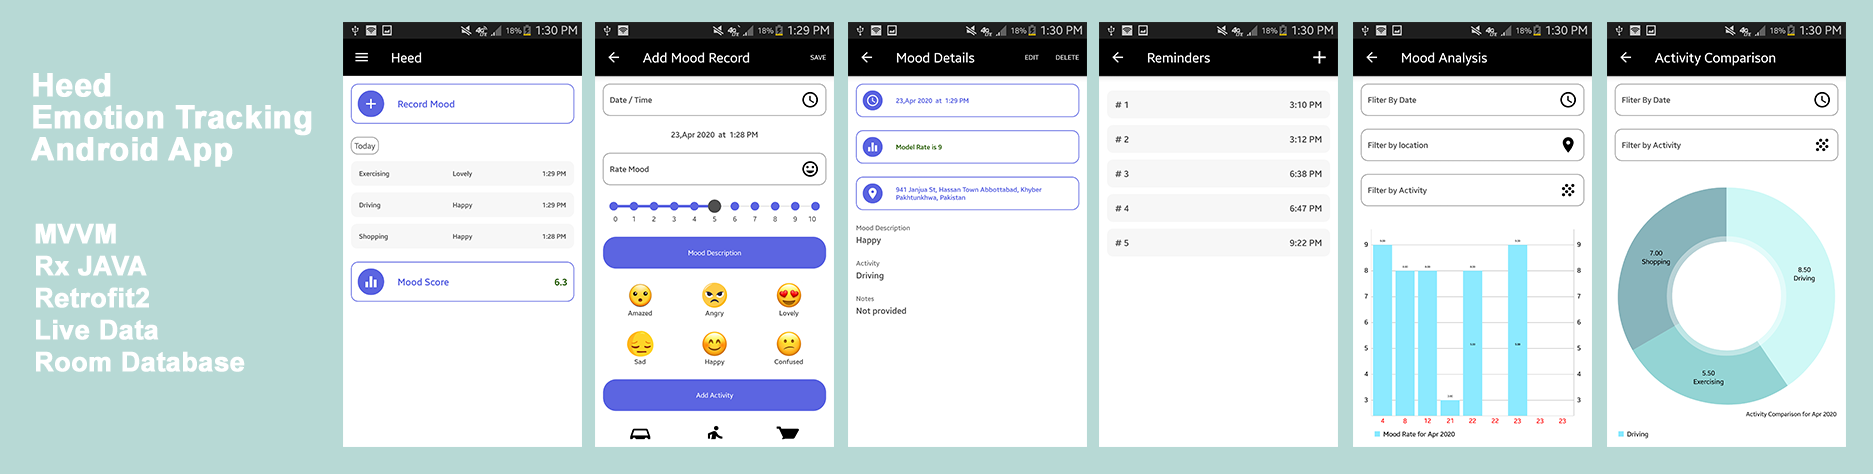 Heed
Emotion Tracking
Android App
MVVM
Rx JAVA
Retrofit2
Live Data
Room Database
18% 1:30 PM
Heed
Record Mood
Today
Exercising Lovely 1:29 PM
Driving Happy 1:29 PM
Shopping Happy 1:28 PM
Mood Score 6.3
18% 1:29 PM
Add Mood Record SAVE
Date / Time
23,Apr 2020 at 1:28 PM
Rate Mood
0 1 2 3 4 5 6 7 8 9 10
Mood Description
Amazed Angry Lovely
Sad Happy Confused
Add Activity
18% 1:30 PM
Mood Details EDIT DELETE
23,Apr 2020 at 1:29 PM
Model Rate is 9
941 Janjua St, Hassan Town Abbottabad, Khyber
Pakhtunkhwa, Pakistan
Mood Description
Happy
Activity
Driving
Notes
Not provided
18% 1:30 PM
Reminders
# 1 3:10 PM
# 2 3:12 PM
# 3 6:38 PM
# 4 6:47 PM
# 5 9:22 PM
18% 1:30 PM
Mood Analysis
Fliter By Date
Filter by location
Filter by Activity
9 9
8 8
7 7
6 6
5 5
4 4
3 3
4 8 12 21 22 22 23 23 23
Mood Rate for Apr 2020
18% 1:30 PM
Activity Comparison
Fliter By Date
Filter by Activity
7.00
Shopping
8.50
Driving
5.50
Exercising
Activity Comparison for Apr 2020
Driving